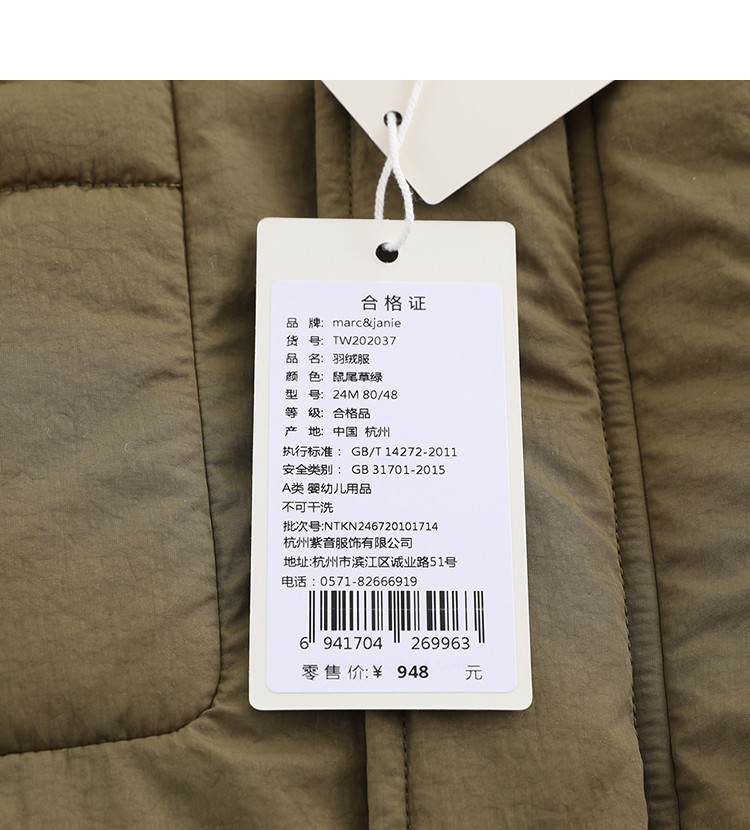 合格证
品 牌: marc&janie
货 号: TW202037
品 名: 羽绒服
颜 色: 鼠尾草绿
型 号: 24M 80/48
等 级: 合格品
产 地: 中国 杭州
执行标准： GB/T 14272-2011
安全类别： GB 31701-2015
A类 婴幼儿用品
不可干洗
批次号:NTKN246720101714
杭州紫音服饰有限公司
地址:杭州市滨江区诚业路51号
电话：0571-82666919
6 941704 269963
零售价:¥ 948 元